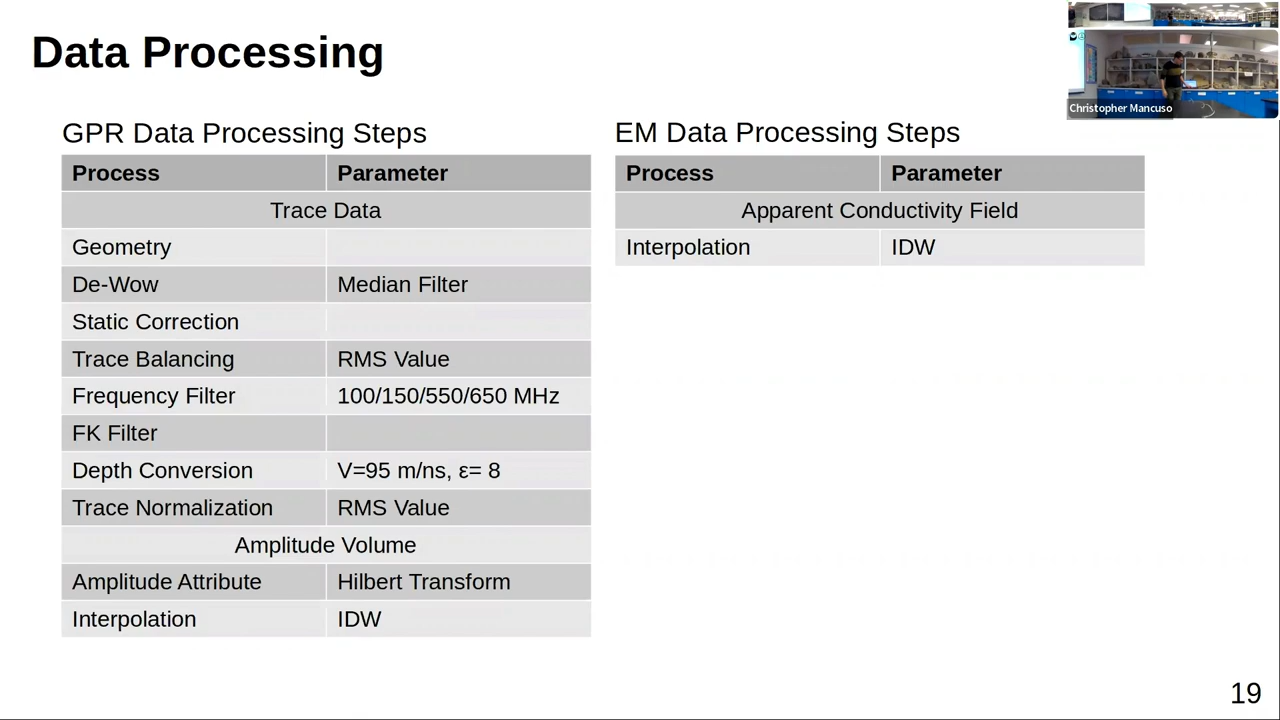 Data Processing
Christopher Mancuso
GPR Data Processing Steps
Process Parameter
Trace Data
Geometry
De-Wow Median Filter
Static Correction
Trace Balancing RMS Value
Frequency Filter 100/150/550/650 MHz
FK Filter
Depth Conversion V=95 m/ns, ε= 8
Trace Normalization RMS Value
Amplitude Volume
Amplitude Attribute Hilbert Transform
Interpolation IDW
EM Data Processing Steps
Process Parameter
Apparent Conductivity Field
Interpolation IDW
19